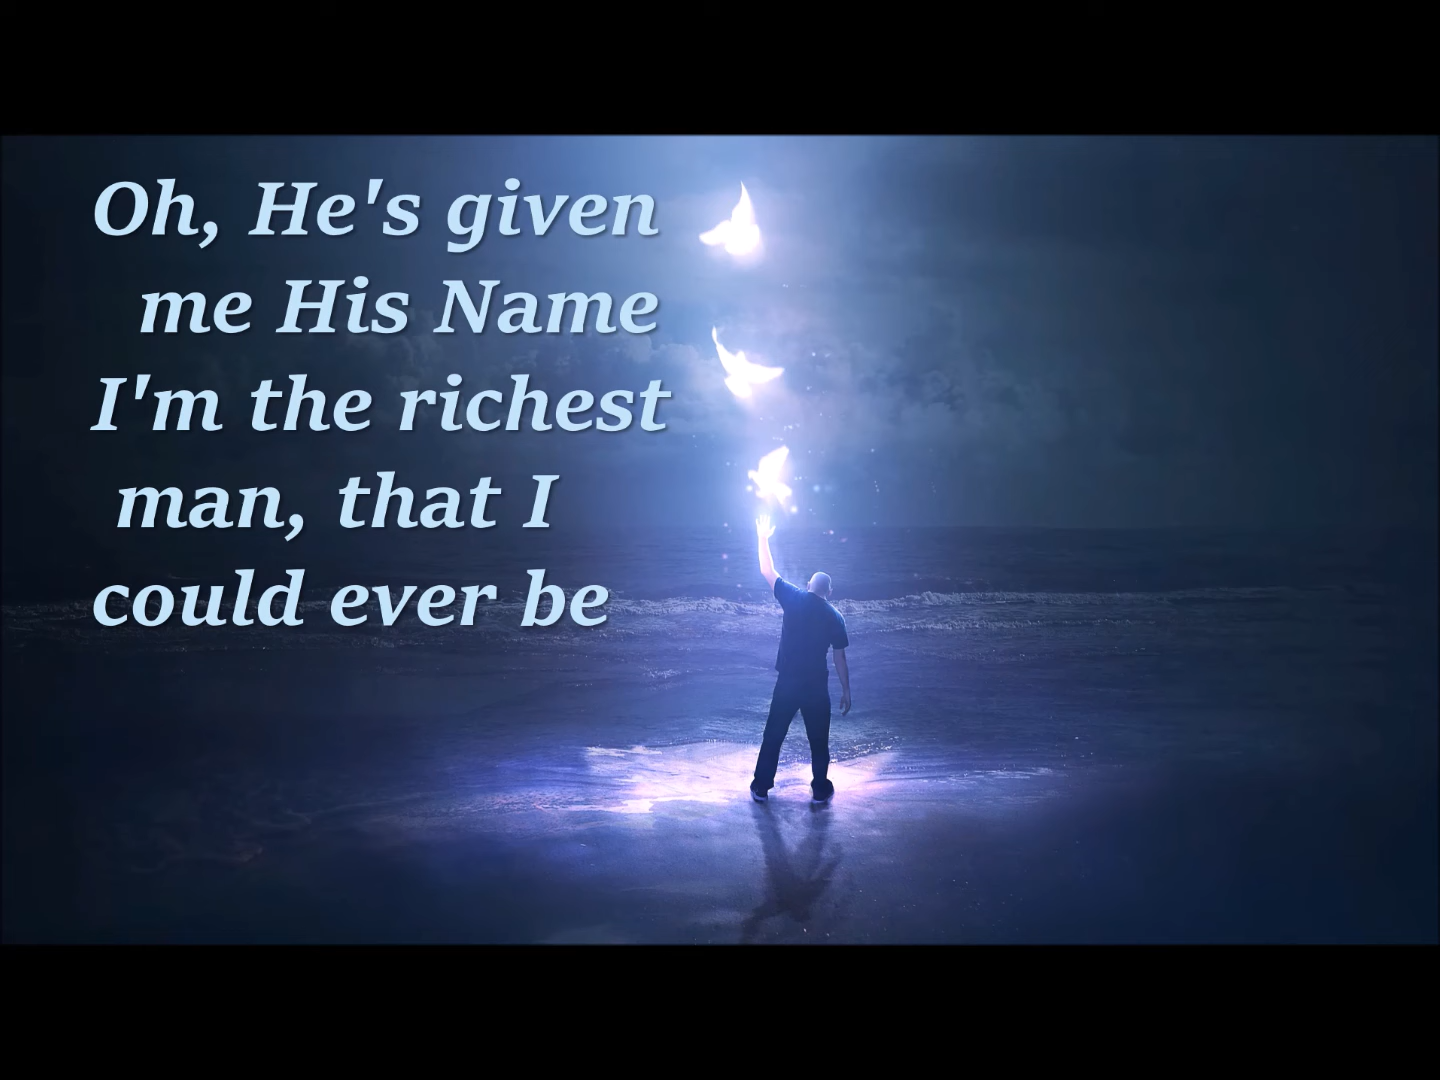 Oh, He's given
me His Name
I'm the richest
man, that I
could ever be